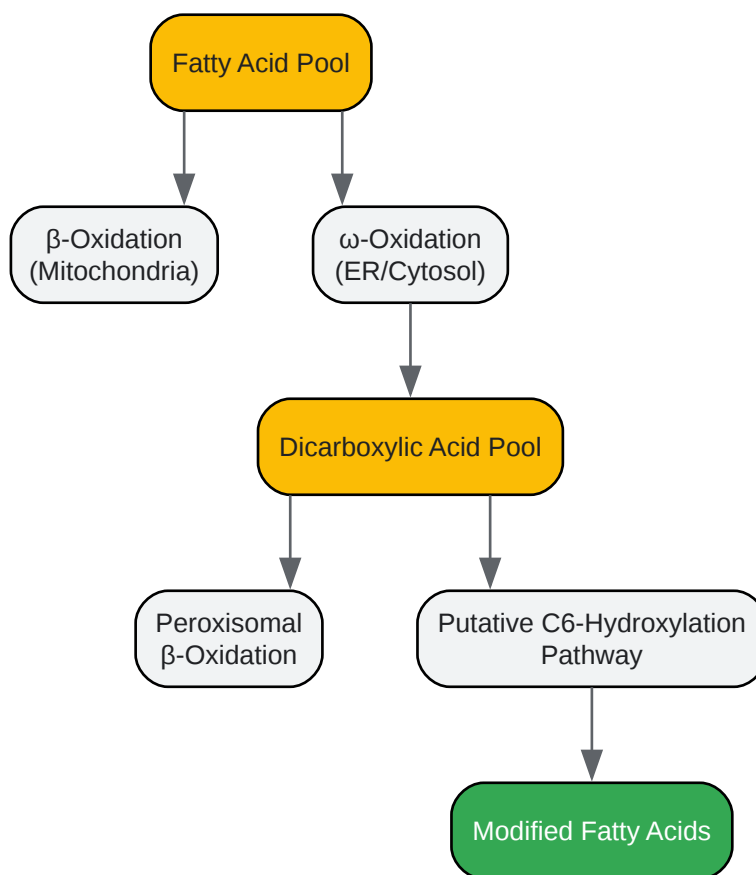 Fatty Acid Pool
β-Oxidation
(Mitochondria)
ω-Oxidation
(ER/Cytosol)
Dicarboxylic Acid Pool
Peroxisomal
β-Oxidation
Putative C6-Hydroxylation
Pathway
Modified Fatty Acids